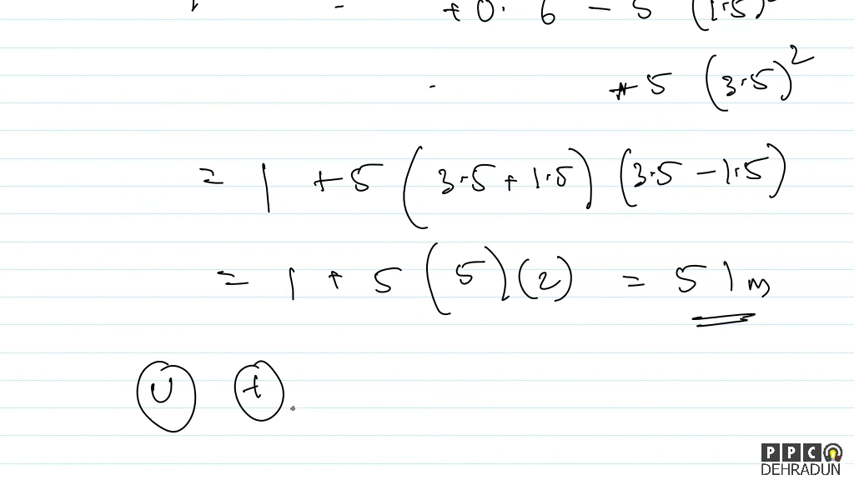 +0.6 - 5 (1.5)²
+5 (3.5)²
= 1 +5 (3.5 + 1.5) (3.5 - 1.5)
= 1 + 5 (5) (2) = 51 m
U t
PPC
DEHRADUN